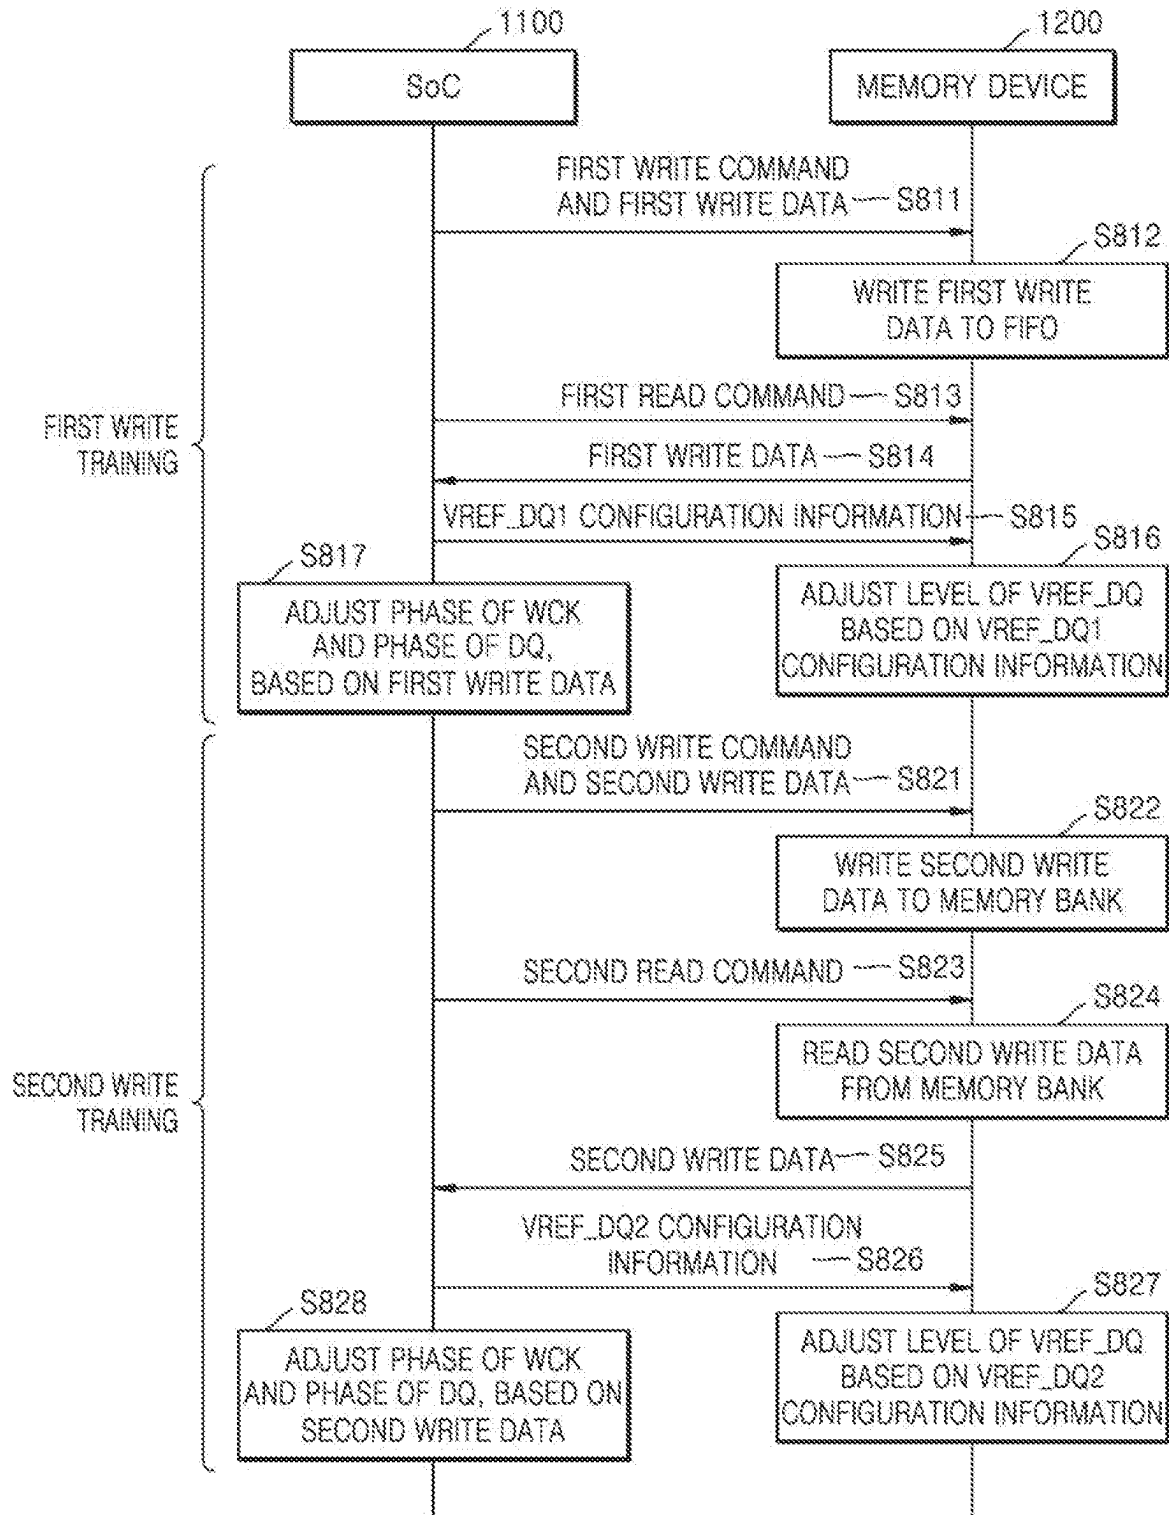 1100
1200
SoC
MEMORY DEVICE
FIRST WRITE COMMAND
AND FIRST WRITE DATA S811
S812
WRITE FIRST WRITE
DATA TO FIFO
FIRST READ COMMAND S813
FIRST WRITE
TRAINING
FIRST WRITE DATA S814
VREF_DQ1 CONFIGURATION INFORMATION S815
S817
S816
ADJUST PHASE OF WCK
AND PHASE OF DQ,
BASED ON FIRST WRITE DATA
ADJUST LEVEL OF VREF_DQ
BASED ON VREF_DQ1
CONFIGURATION INFORMATION
SECOND WRITE COMMAND
AND SECOND WRITE DATA S821
S822
WRITE SECOND WRITE
DATA TO MEMORY BANK
SECOND READ COMMAND S823
S824
READ SECOND WRITE DATA
FROM MEMORY BANK
SECOND WRITE
TRAINING
SECOND WRITE DATA S825
VREF_DQ2 CONFIGURATION
INFORMATION S826
S828
S827
ADJUST PHASE OF WCK
AND PHASE OF DQ, BASED ON
SECOND WRITE DATA
ADJUST LEVEL OF VREF_DQ
BASED ON VREF_DQ2
CONFIGURATION INFORMATION